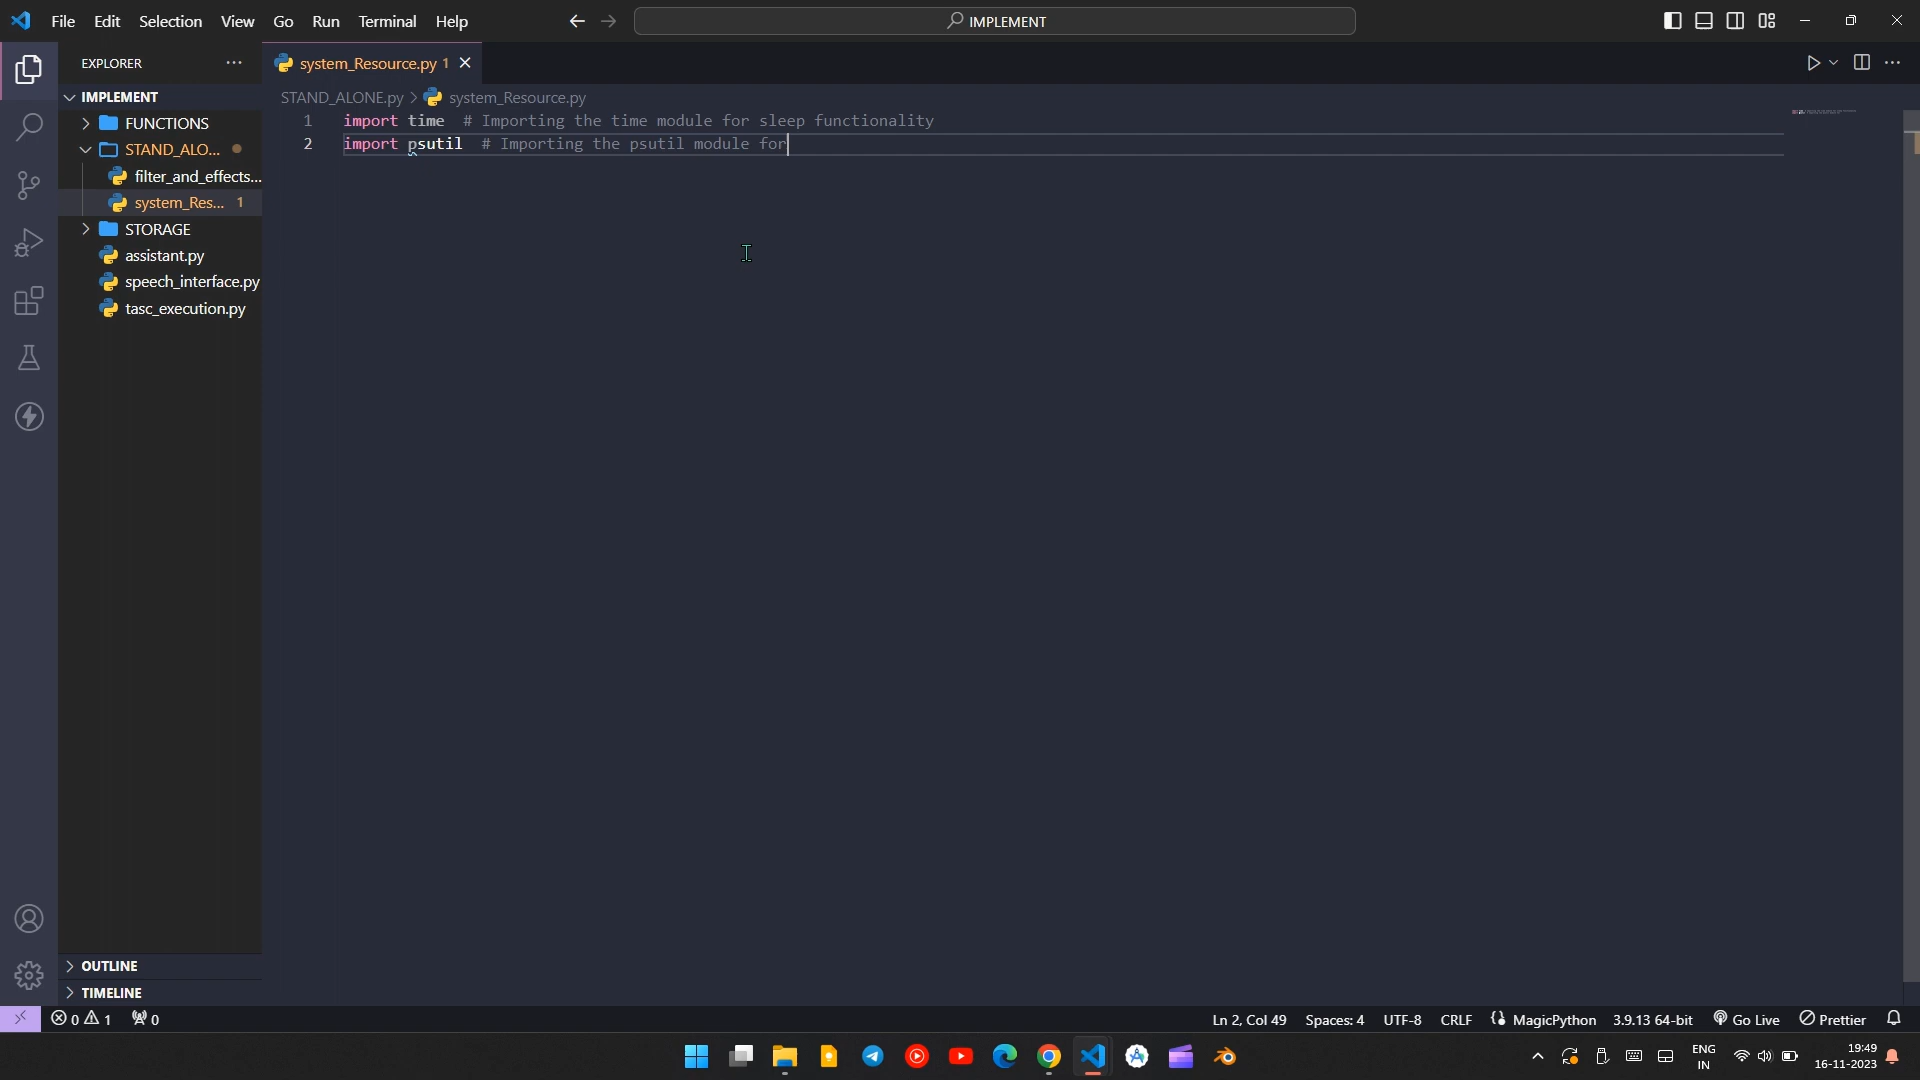 File Edit Selection View Go Run Terminal Help
IMPLEMENT
EXPLORER
system_Resource.py 1
IMPLEMENT
STAND_ALONE.py > system_Resource.py
FUNCTIONS
STAND_ALO...
filter_and_effects...
system_Res... 1
STORAGE
assistant.py
speech_interface.py
tasc_execution.py
1 import time # Importing the time module for sleep functionality
2 import psutil # Importing the psutil module for
OUTLINE
TIMELINE
0 1 0
Ln 2, Col 49 Spaces: 4 UTF-8 CRLF MagicPython 3.9.13 64-bit Go Live Prettier
ENG
IN
19:49
16-11-2023